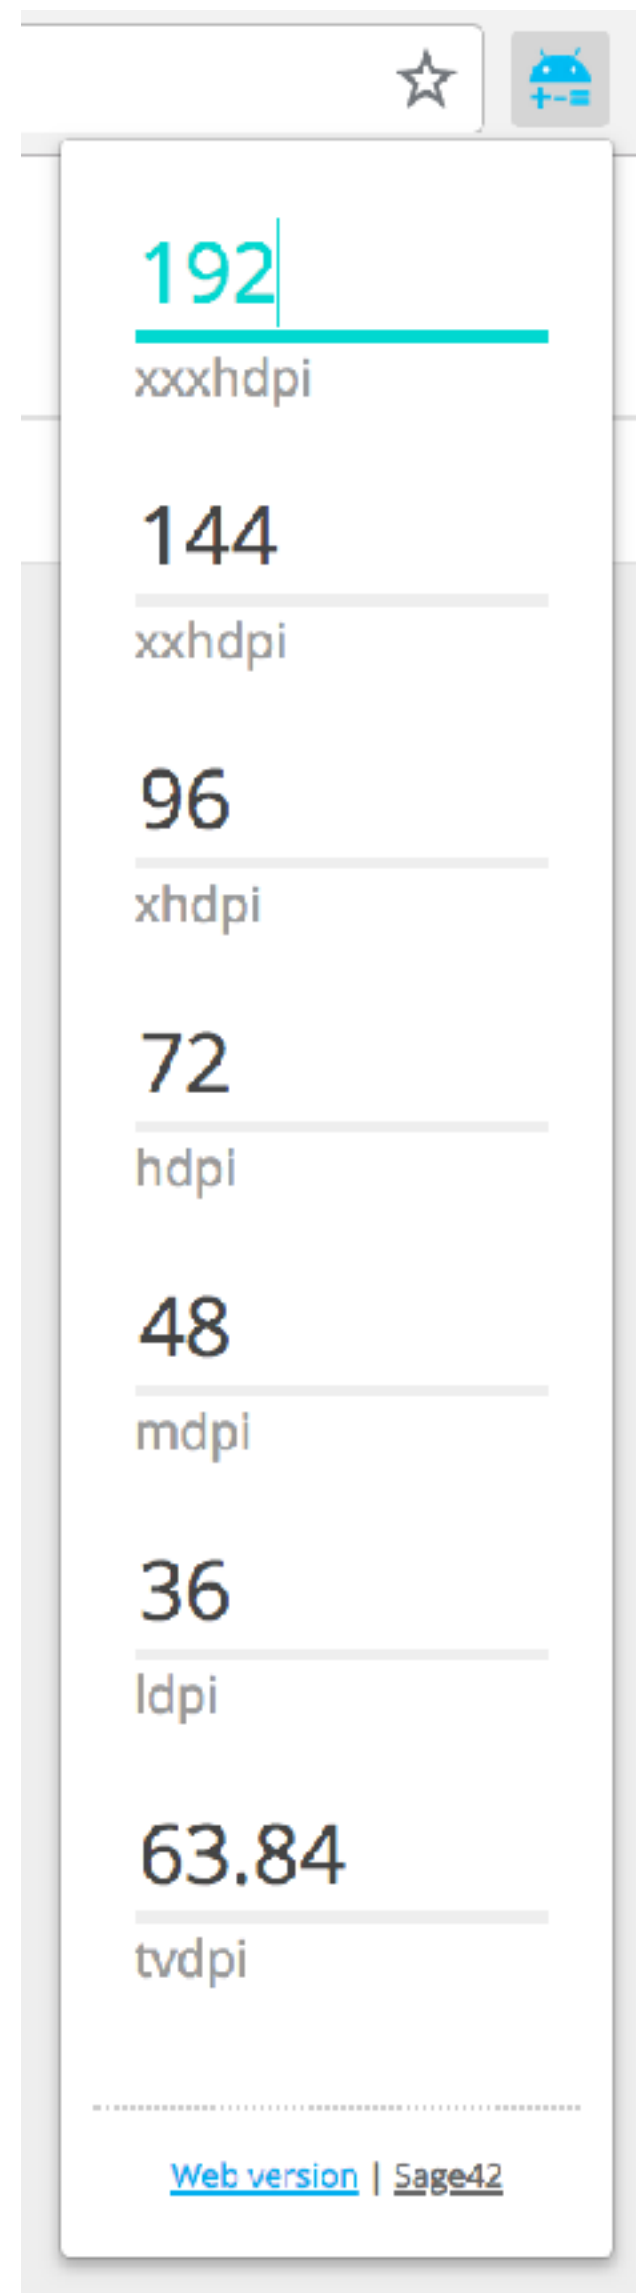 192
xxxhdpi
144
xxhdpi
96
xhdpi
72
hdpi
48
mdpi
36
ldpi
63.84
tvdpi
Web version | Sage42